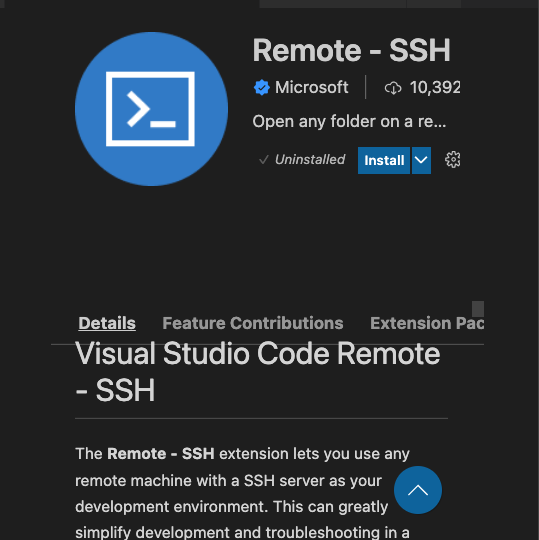 Remote - SSH
Microsoft 10,392
Open any folder on a re...
Uninstalled Install
Details Feature Contributions Extension Pac
Visual Studio Code Remote
- SSH
The Remote - SSH extension lets you use any
remote machine with a SSH server as your
development environment. This can greatly
simplify development and troubleshooting in a